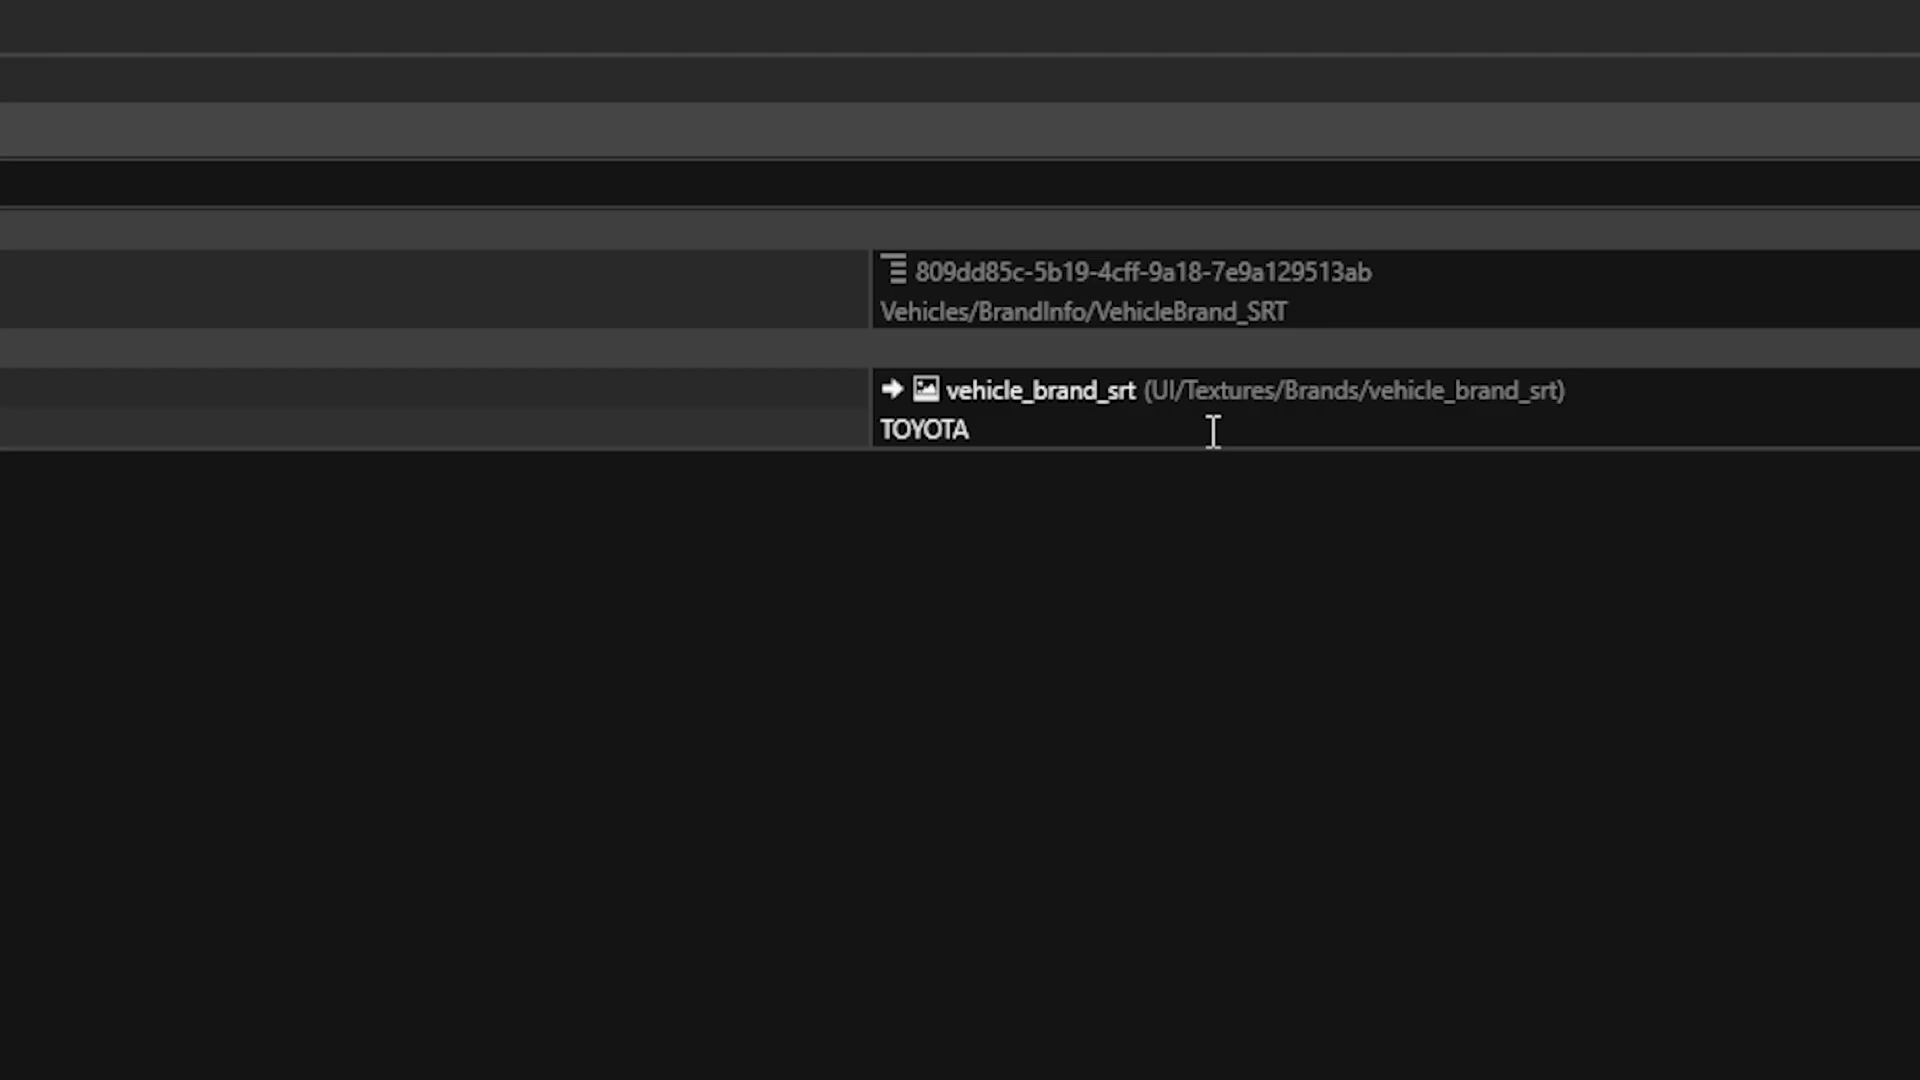 809dd85c-5b19-4cff-9a18-7e9a129513ab
Vehicles/BrandInfo/VehicleBrand_SRT
vehicle_brand_srt (UI/Textures/Brands/vehicle_brand_srt)
TOYOTA